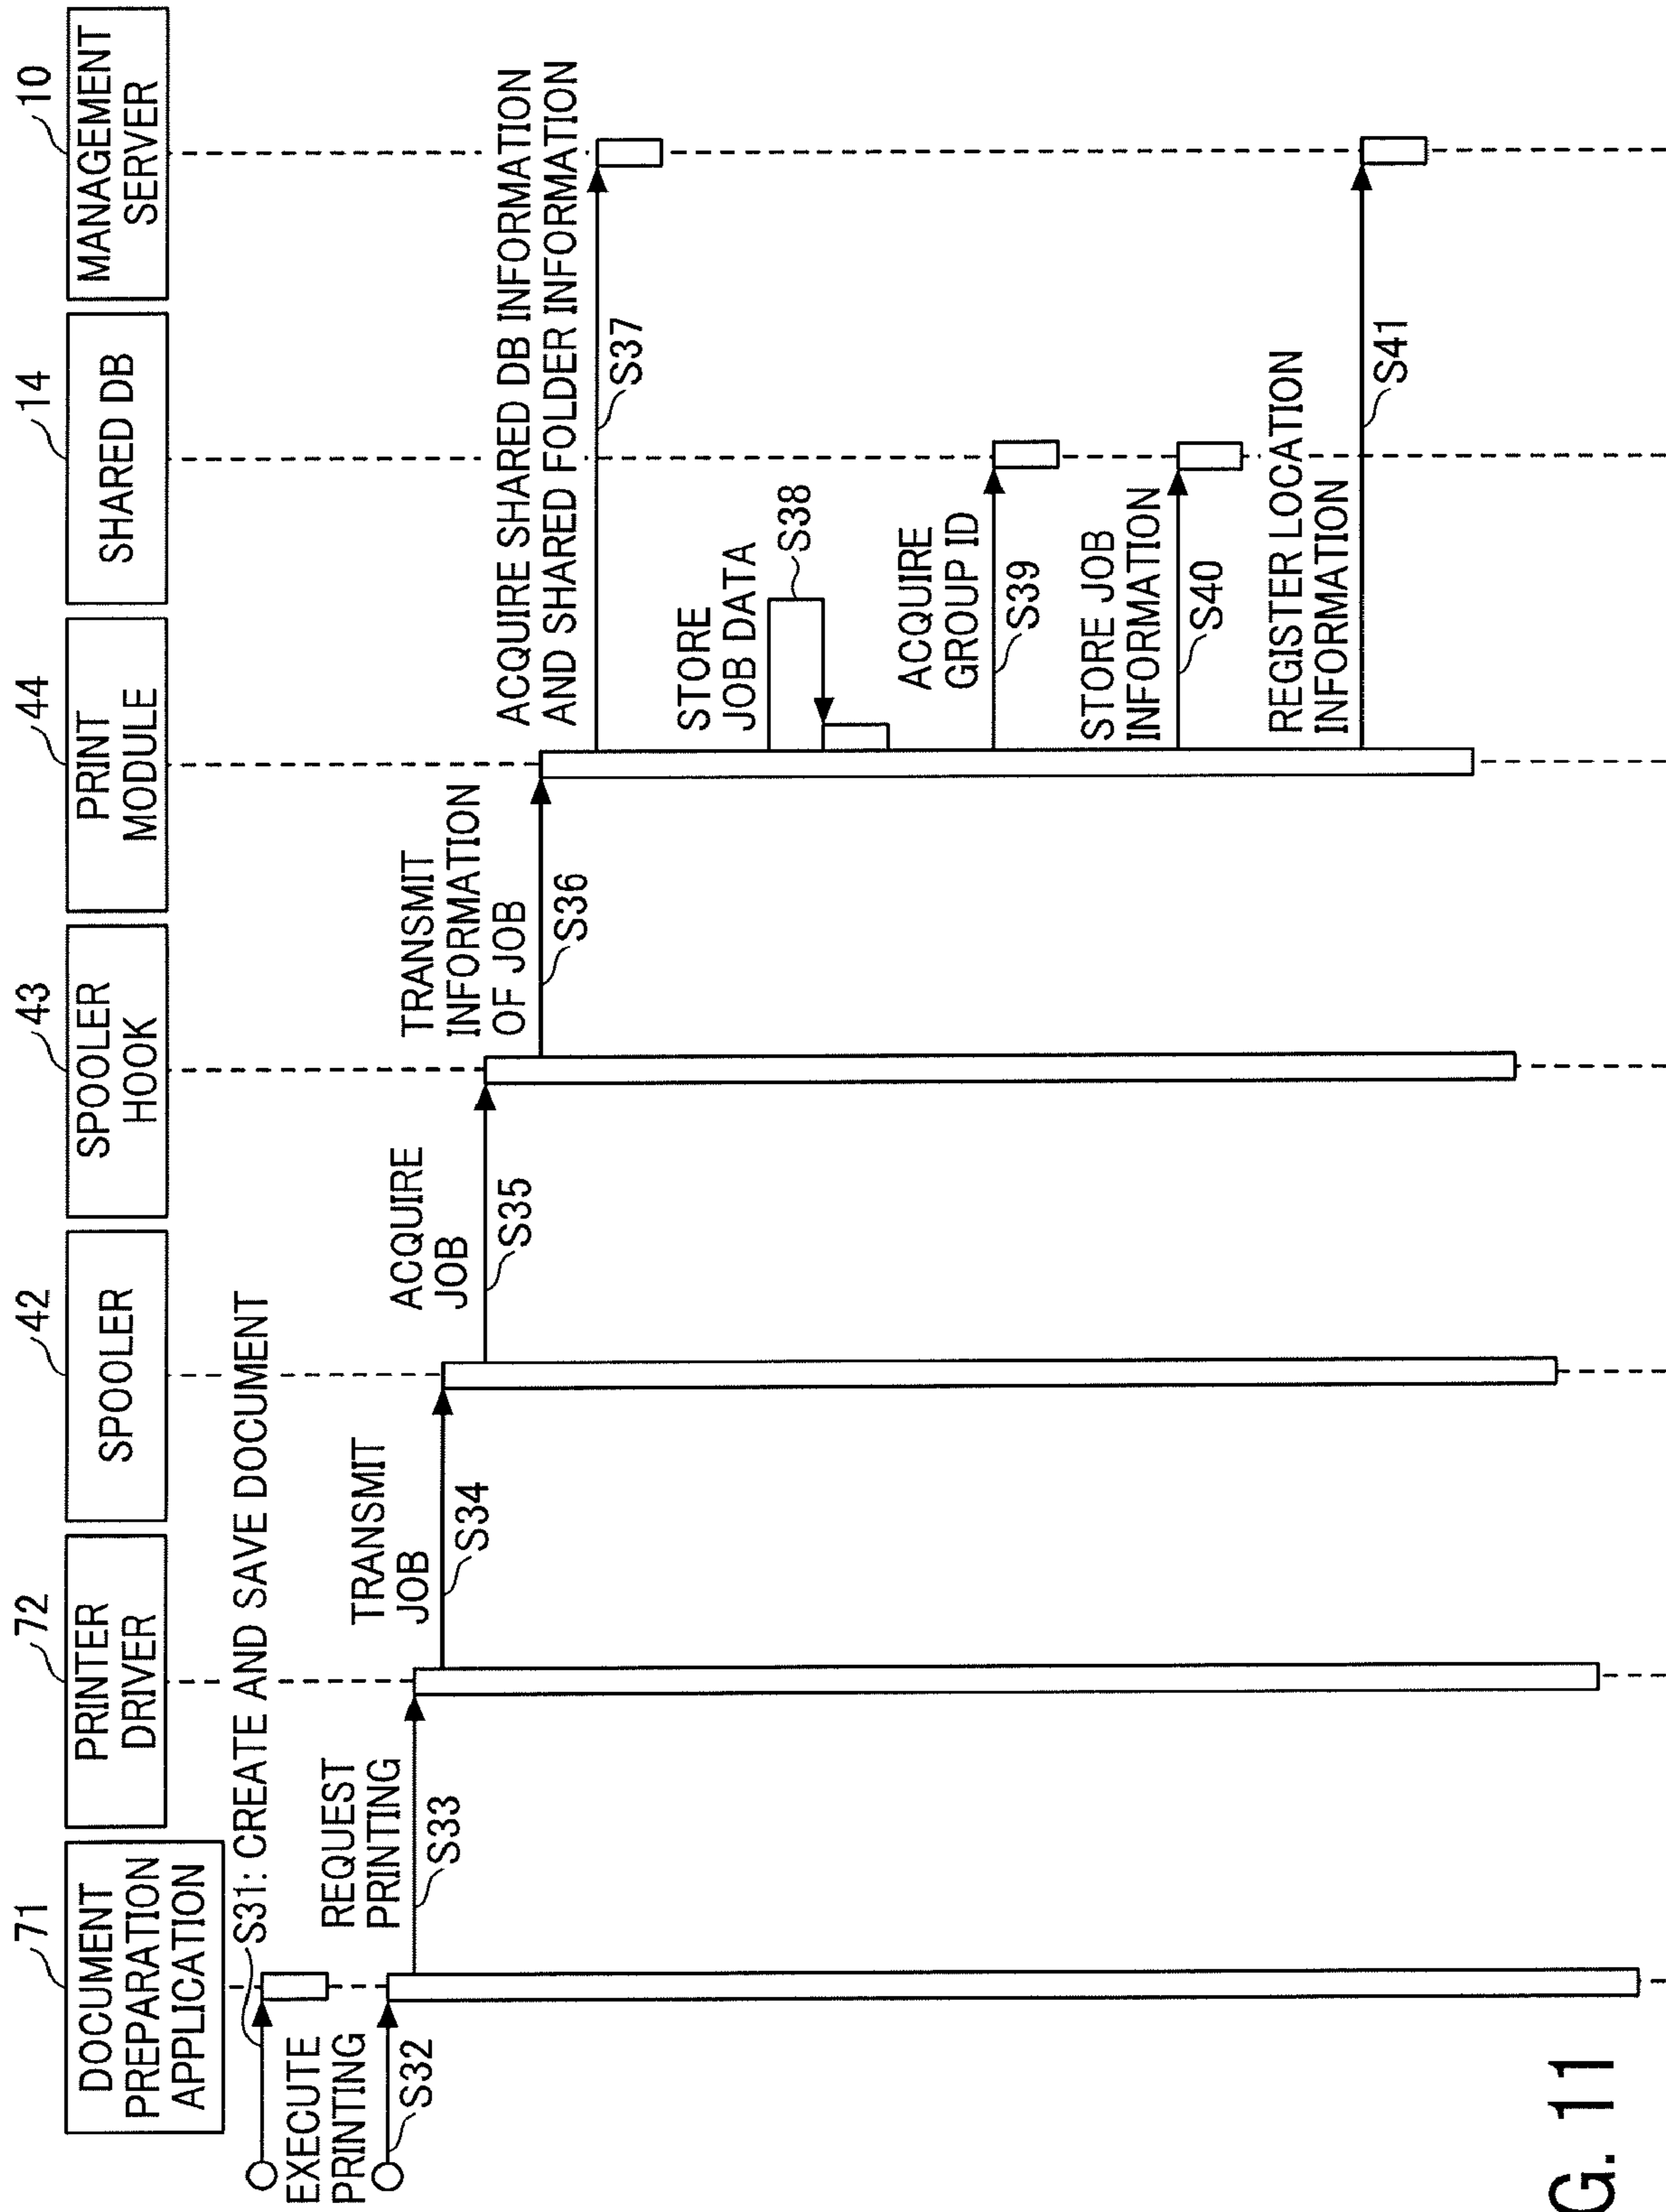 71
DOCUMENT
PREPARATION
APPLICATION
72
PRINTER
DRIVER
42
SPOOLER
43
SPOOLER
HOOK
44
PRINT
MODULE
14
SHARED DB
10
MANAGEMENT
SERVER
S31: CREATE AND SAVE DOCUMENT
EXECUTE
PRINTING
S32
REQUEST
PRINTING
S33
TRANSMIT
JOB
S34
ACQUIRE
JOB
S35
TRANSMIT
INFORMATION
OF JOB
S36
ACQUIRE SHARED DB INFORMATION
AND SHARED FOLDER INFORMATION
S37
STORE
JOB DATA
S38
ACQUIRE
GROUP ID
S39
STORE JOB
INFORMATION
S40
REGISTER LOCATION
INFORMATION
S41
G. 11